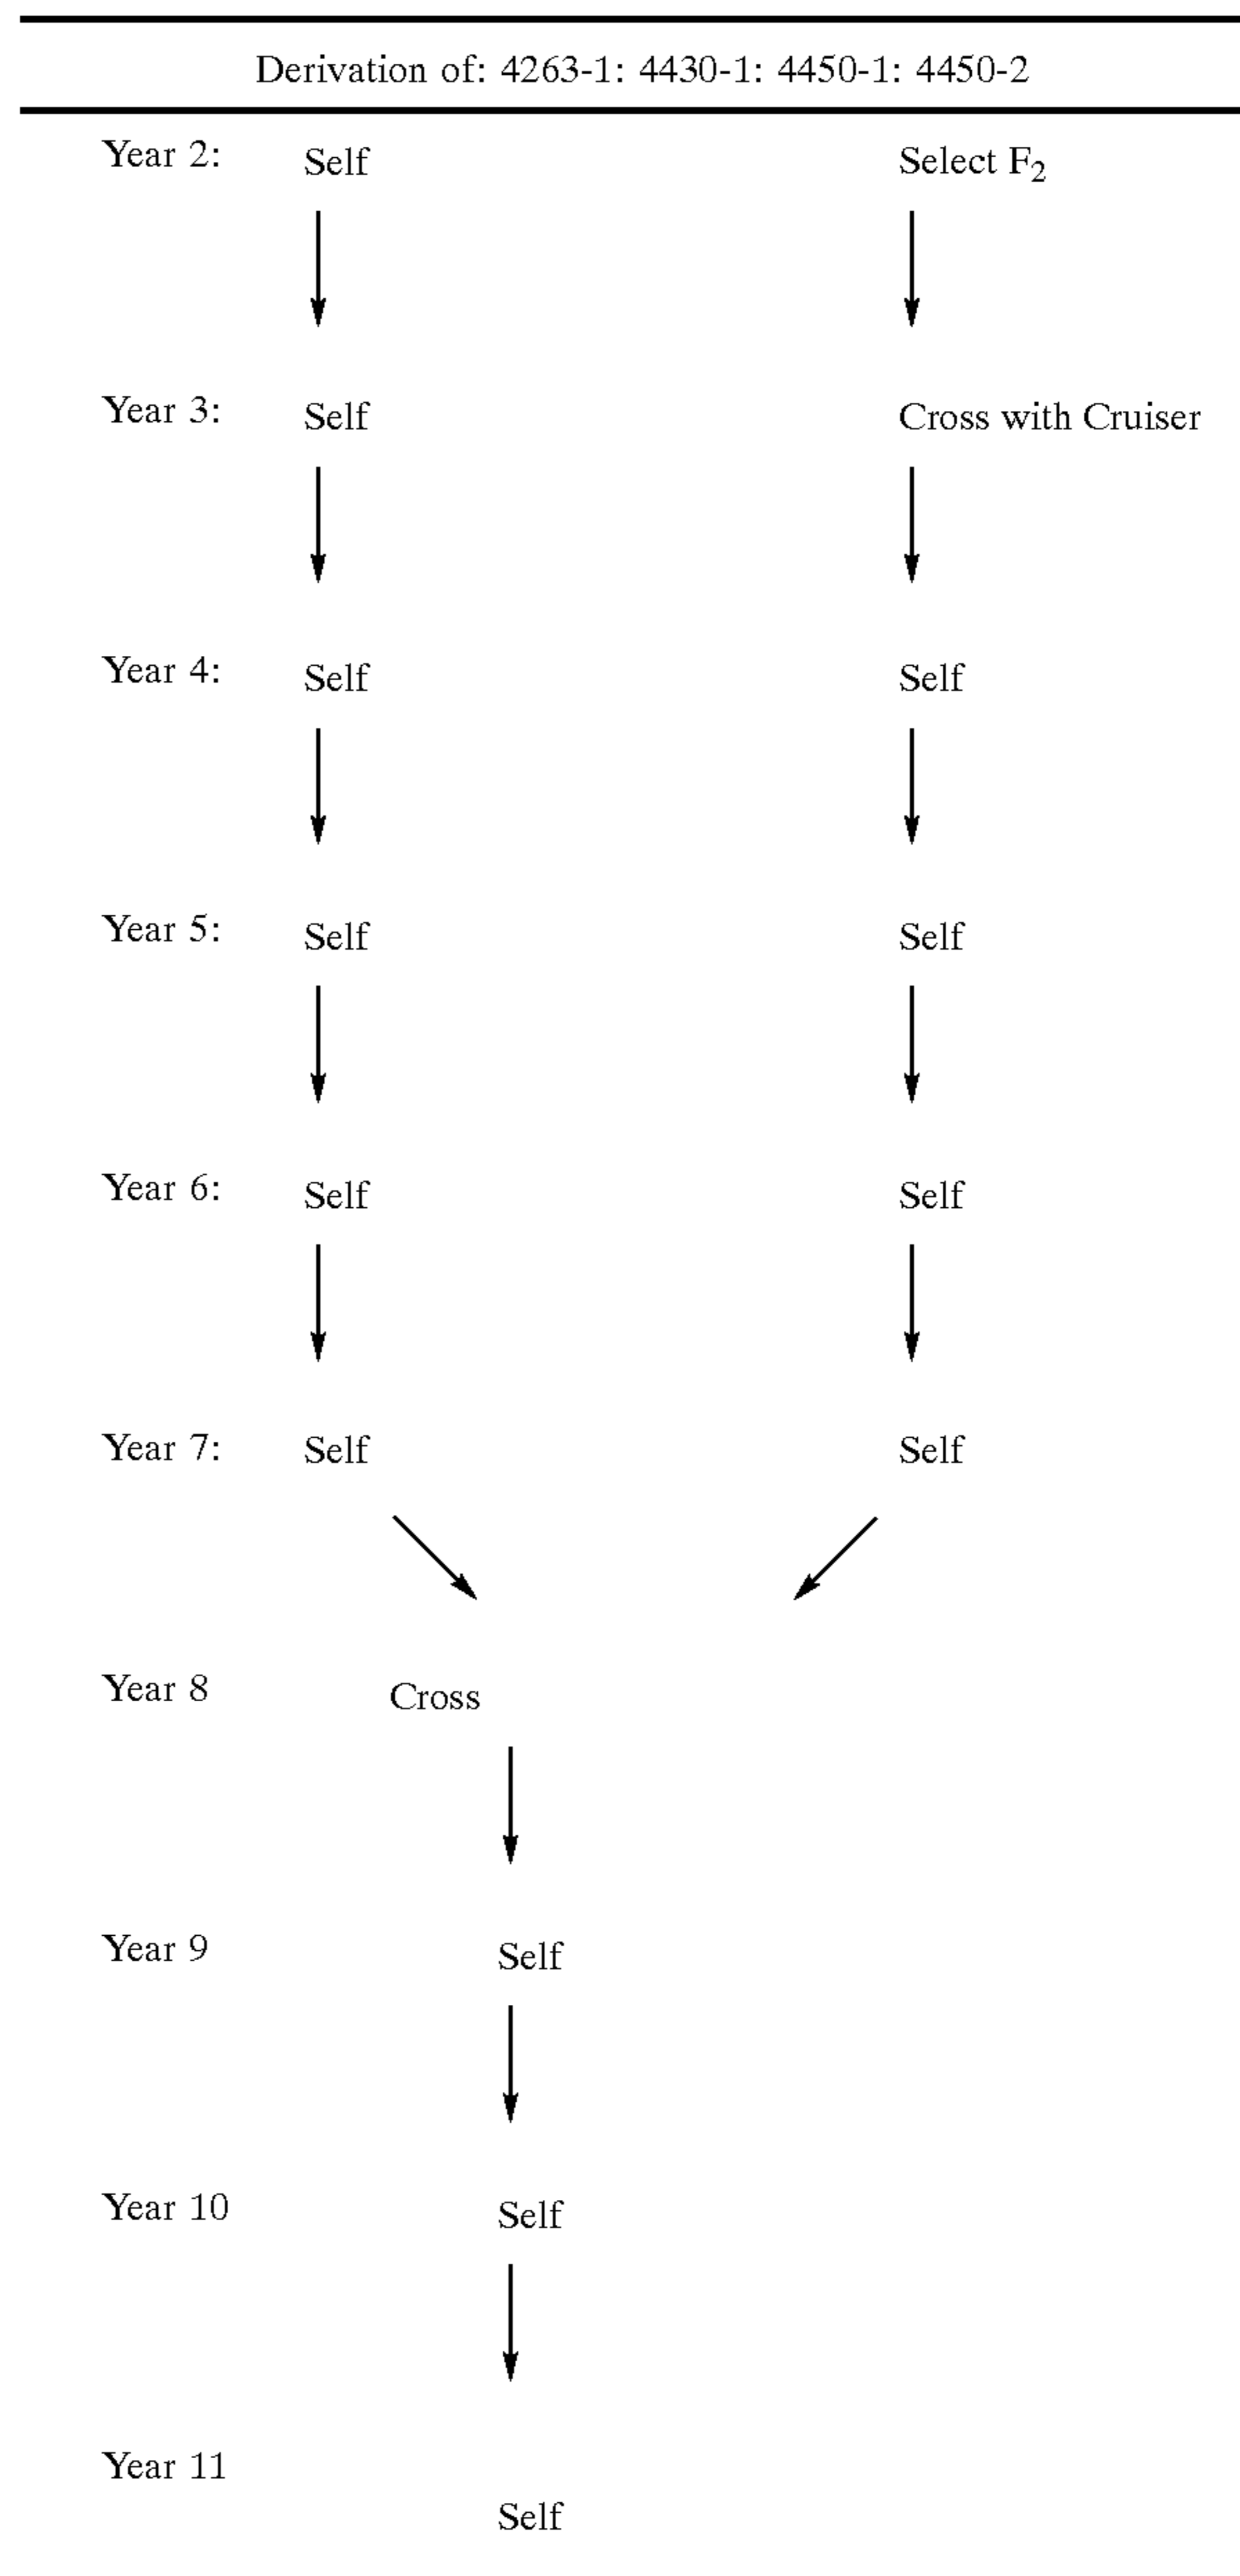 Derivation of: 4263-1: 4430-1: 4450-1: 4450-2
Year 2: Self Select F₂
Year 3: Self Cross with Cruiser
Year 4: Self Self
Year 5: Self Self
Year 6: Self Self
Year 7: Self Self
Year 8 Cross
Year 9 Self
Year 10 Self
Year 11
Self